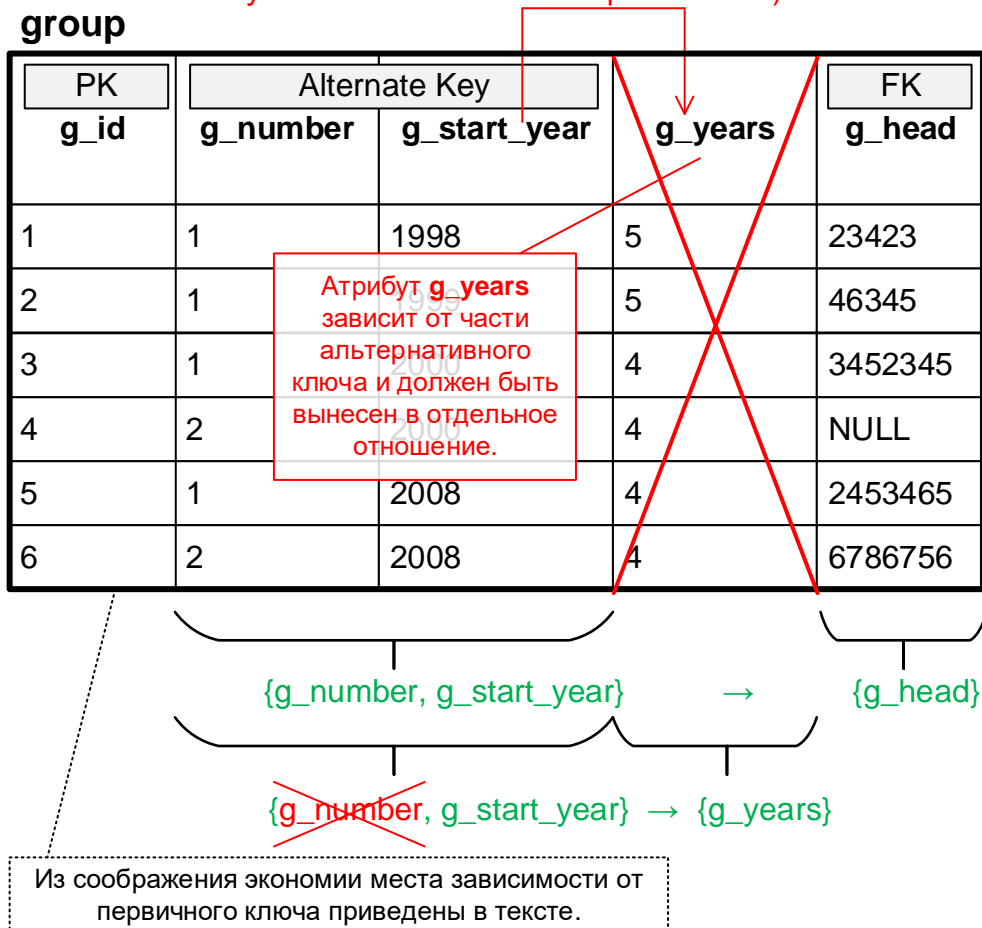 group
PK
Alternate Key
FK
g_id g_number g_start_year g_years g_head
1 1 1998 5 23423
2 1 1999 5 46345
3 1 2000 4 3452345
4 2 2000 4 NULL
5 1 2008 4 2453465
6 2 2008 4 6786756
Атрибут g_years
зависит от части
альтернативного
ключа и должен быть
вынесен в отдельное
отношение.
{g_number, g_start_year} → {g_head}
{g_number, g_start_year} → {g_years}
Из соображения экономии места зависимости от
первичного ключа приведены в тексте.